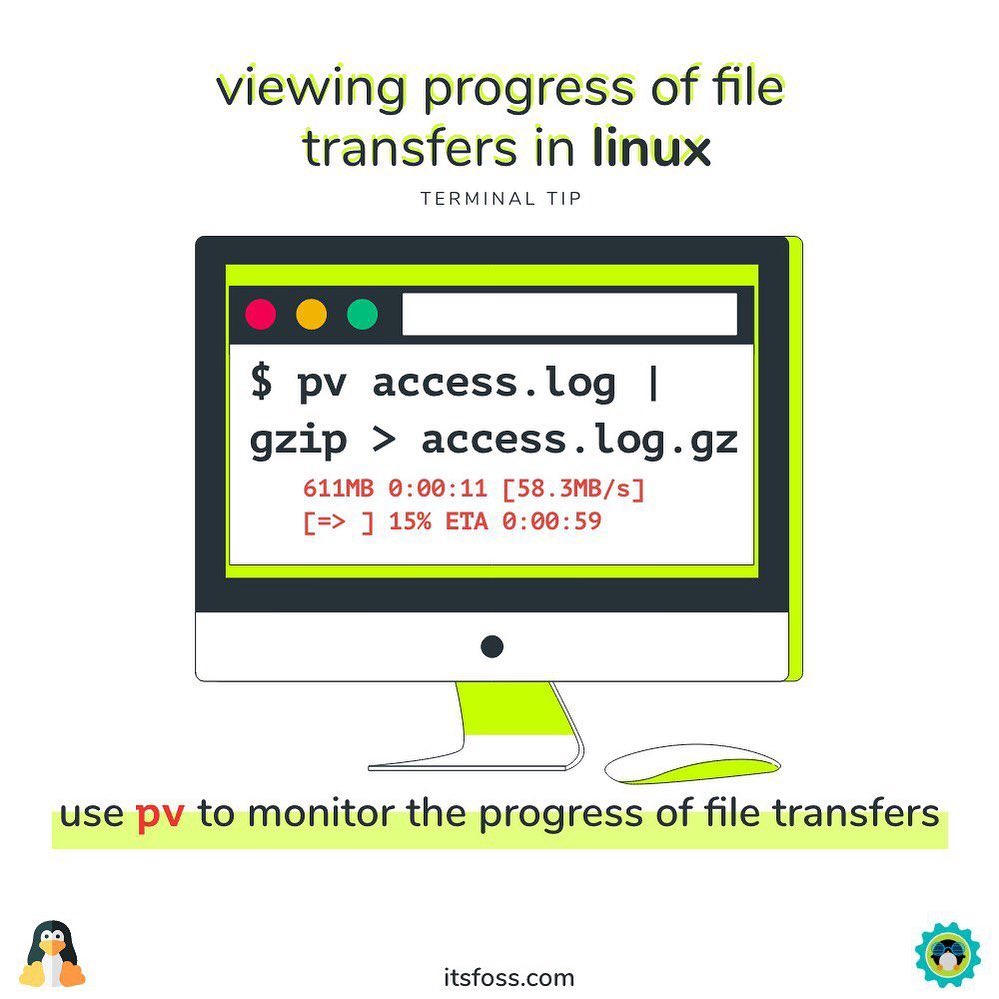 viewing progress of file
transfers in linux
TERMINAL TIP
$ pv access.log |
gzip > access.log.gz
611MB 0:00:11 [58.3MB/s]
[=> ] 15% ETA 0:00:59
use pv to monitor the progress of file transfers
itsfoss.com